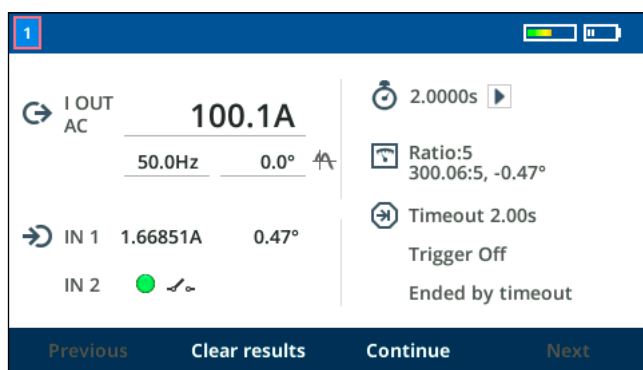 1
I OUT
AC
100.1A
50.0Hz 0.0°
IN 1 1.66851A 0.47°
IN 2
2.0000s
Ratio:5
300.06:5, -0.47°
Timeout 2.00s
Trigger Off
Ended by timeout
Previous Clear results Continue Next